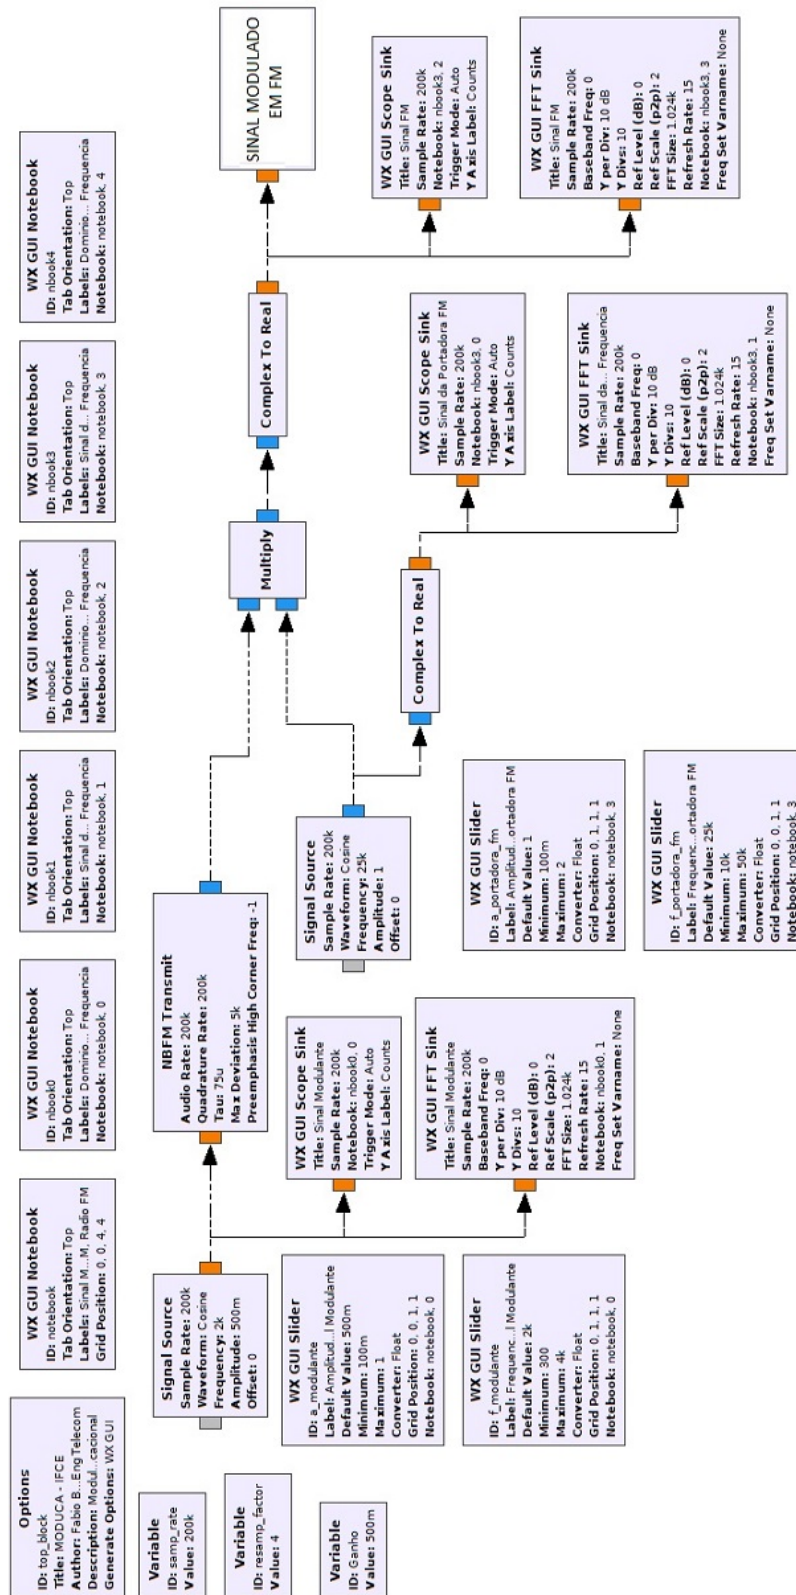 Options
ID: top_block
Title: MODUCA - IFCE
Author: Fabio B...Eng Telecom
Description: Modul...cacional
Generate Options: WX GUI
WX GUI Notebook
ID: notebook
Tab Orientation: Top
Labels: Sinal M...M, Radio FM
Grid Position: 0, 0, 4, 4
WX GUI Notebook
ID: nbook0
Tab Orientation: Top
Labels: Dominio... Frequencia
Notebook: notebook, 0
WX GUI Notebook
ID: nbook1
Tab Orientation: Top
Labels: Sinal d... Frequencia
Notebook: notebook, 1
WX GUI Notebook
ID: nbook2
Tab Orientation: Top
Labels: Dominio... Frequencia
Notebook: notebook, 2
WX GUI Notebook
ID: nbook3
Tab Orientation: Top
Labels: Sinal da... Frequencia
Notebook: notebook, 3
WX GUI Notebook
ID: nbook4
Tab Orientation: Top
Labels: Dominio... Frequencia
Notebook: notebook, 4
Variable
ID: samp_rate
Value: 200k
Variable
ID: resamp_factor
Value: 4
Variable
ID: Ganho
Value: 500m
Signal Source
Sample Rate: 200k
Waveform: Cosine
Frequency: 2k
Amplitude: 500m
Offset: 0
WX GUI Slider
ID: a_modulante
Label: Amplitud...l Modulante
Default Value: 500m
Minimum: 100m
Maximum: 1
Converter: Float
Grid Position: 0, 0, 1, 1
Notebook: notebook, 0
WX GUI Slider
ID: f_modulante
Label: Frequenc...l Modulante
Default Value: 2k
Minimum: 300
Maximum: 4k
Converter: Float
Grid Position: 0, 1, 1, 1
Notebook: notebook, 0
NBFM Transmit
Audio Rate: 200k
Quadrature Rate: 200k
Tau: 75u
Max Deviation: 5k
Preemphasis High Corner Freq: -1
WX GUI Scope Sink
Title: Sinal Modulante
Sample Rate: 200k
Notebook: nbook0, 0
Trigger Mode: Auto
Y Axis Label: Counts
WX GUI FFT Sink
Title: Sinal Modulante
Sample Rate: 200k
Baseband Freq: 0
Y per Div: 10 dB
Y Divs: 10
Ref Level (dB): 0
Ref Scale (p2p): 2
FFT Size: 1.024k
Refresh Rate: 15
Notebook: nbook0, 1
Freq Set Varname: None
Signal Source
Sample Rate: 200k
Waveform: Cosine
Frequency: 25k
Amplitude: 1
Offset: 0
WX GUI Slider
ID: a_portadora_fm
Label: Amplitud...ortadora FM
Default Value: 1
Minimum: 100m
Maximum: 2
Converter: Float
Grid Position: 0, 1, 1, 1
Notebook: notebook, 3
WX GUI Slider
ID: f_portadora_fm
Label: Frequenc...ortadora FM
Default Value: 25k
Minimum: 10k
Maximum: 50k
Converter: Float
Grid Position: 0, 0, 1, 1
Notebook: notebook, 3
Multiply
Complex To Real
Complex To Real
WX GUI Scope Sink
Title: Sinal da Portadora FM
Sample Rate: 200k
Notebook: nbook3, 0
Trigger Mode: Auto
Y Axis Label: Counts
WX GUI FFT Sink
Title: Sinal da... Frequencia
Sample Rate: 200k
Baseband Freq: 0
Y per Div: 10 dB
Y Divs: 10
Ref Level (dB): 0
Ref Scale (p2p): 2
FFT Size: 1.024k
Refresh Rate: 15
Notebook: nbook3, 1
Freq Set Varname: None
SINAL MODULADO
EM FM
WX GUI Scope Sink
Title: Sinal FM
Sample Rate: 200k
Notebook: nbook3, 2
Trigger Mode: Auto
Y Axis Label: Counts
WX GUI FFT Sink
Title: Sinal FM
Sample Rate: 200k
Baseband Freq: 0
Y per Div: 10 dB
Y Divs: 10
Ref Level (dB): 0
Ref Scale (p2p): 2
FFT Size: 1.024k
Refresh Rate: 15
Notebook: nbook3, 3
Freq Set Varname: None